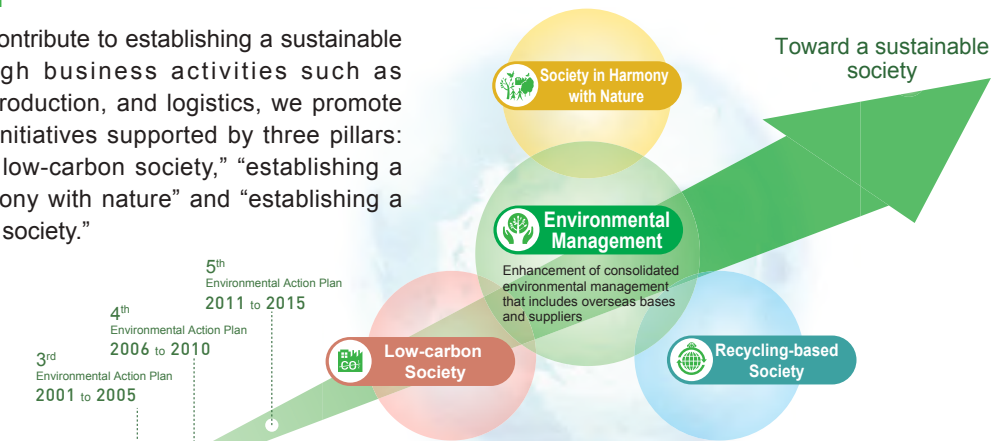 ontribute to establishing a sustainable
gh business activities such as
roduction, and logistics, we promote
nitiatives supported by three pillars:
low-carbon society,” “establishing a
ony with nature” and “establishing a
society.”
Toward a sustainable
society
Society in Harmony
with Nature
Environmental
Management
Enhancement of consolidated
environmental management
that includes overseas bases
and suppliers
Low-carbon
Society
CO2
Recycling-based
Society
5th
Environmental Action Plan
2011 to 2015
4th
Environmental Action Plan
2006 to 2010
3rd
Environmental Action Plan
2001 to 2005